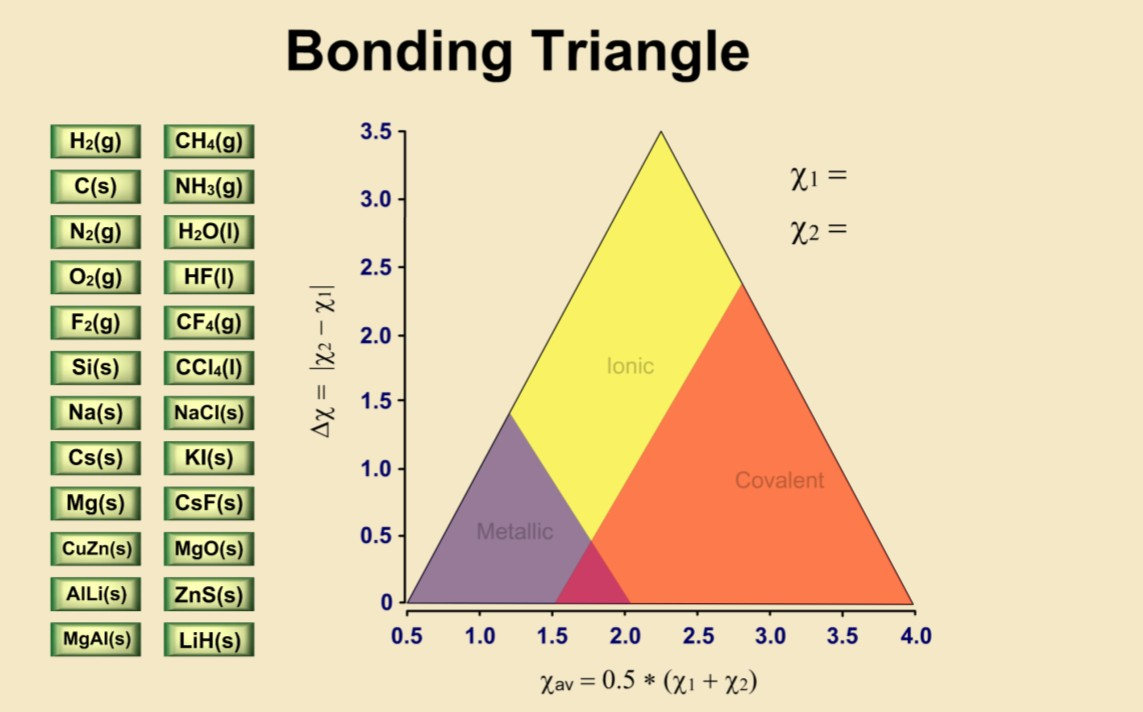 Bonding Triangle
H₂(g) CH₄(g)
C(s) NH₃(g)
N₂(g) H₂O(l)
O₂(g) HF(l)
F₂(g) CF₄(g)
Si(s) CCl₄(l)
Na(s) NaCl(s)
Cs(s) KI(s)
Mg(s) CsF(s)
CuZn(s) MgO(s)
AlLi(s) ZnS(s)
MgAl(s) LiH(s)
Δχ = |χ₂ − χ₁|
3.5
3.0
2.5
2.0
1.5
1.0
0.5
0
Ionic
Covalent
Metallic
χ1 =
χ2 =
0.5 1.0 1.5 2.0 2.5 3.0 3.5 4.0
χav = 0.5 * (χ₁ + χ₂)